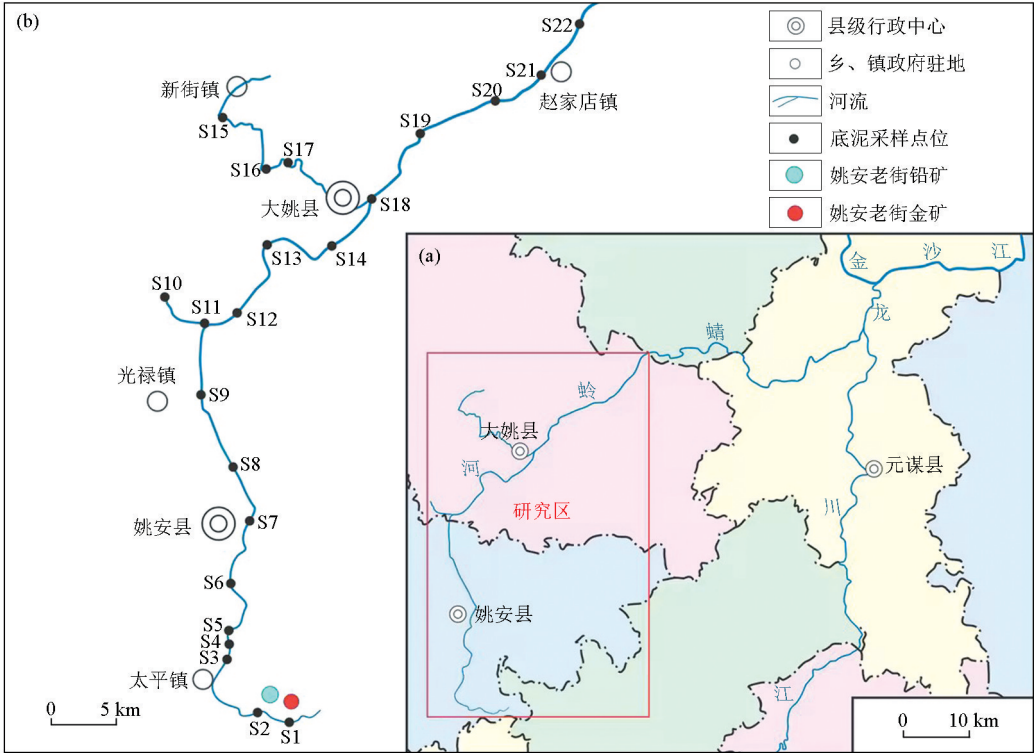 (b)
S22
S21
赵家店镇
S20
S19
新街镇
S15
S16
S17
大姚县
S18
S13
S14
S10
S11
S12
光禄镇
S9
S8
姚安县
S7
S6
S5
S4
S3
太平镇
S2
S1
0 5 km
县级行政中心
乡、镇政府驻地
河流
底泥采样点位
姚安老街铅矿
姚安老街金矿
(a)
金 沙 江
龙
蜻
蛉
大姚县
河
元谋县
研究区
川
姚安县
江
0 10 km